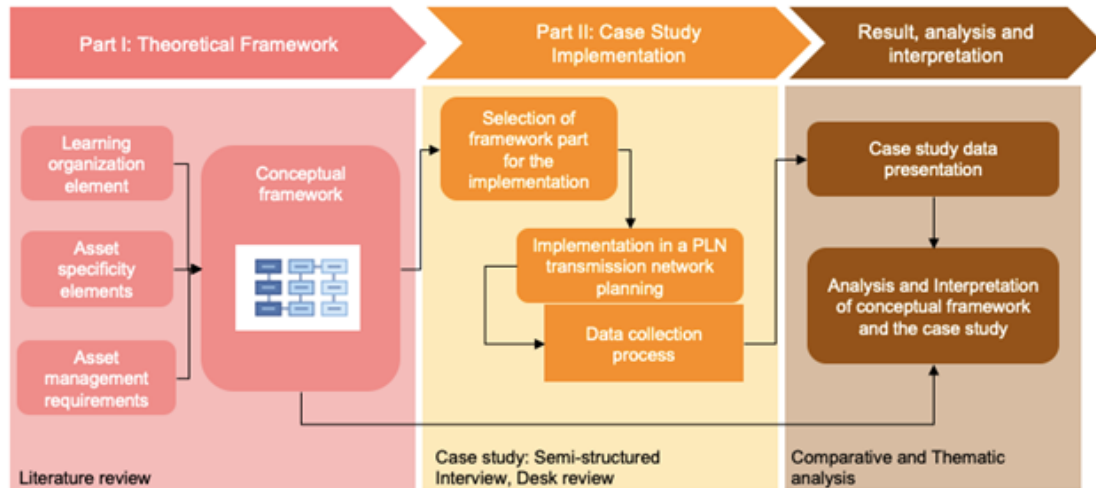 Part I: Theoretical Framework
Part II: Case Study
Implementation
Result, analysis and
interpretation
Learning
organization
element
Asset
specificity
elements
Asset
management
requirements
Conceptual
framework
Literature review
Selection of
framework part
for the
implementation
Implementation in a PLN
transmission network
planning
Data collection
process
Case study: Semi-structured
Interview, Desk review
Case study data
presentation
Analysis and Interpretation
of conceptual framework
and the case study
Comparative and Thematic
analysis